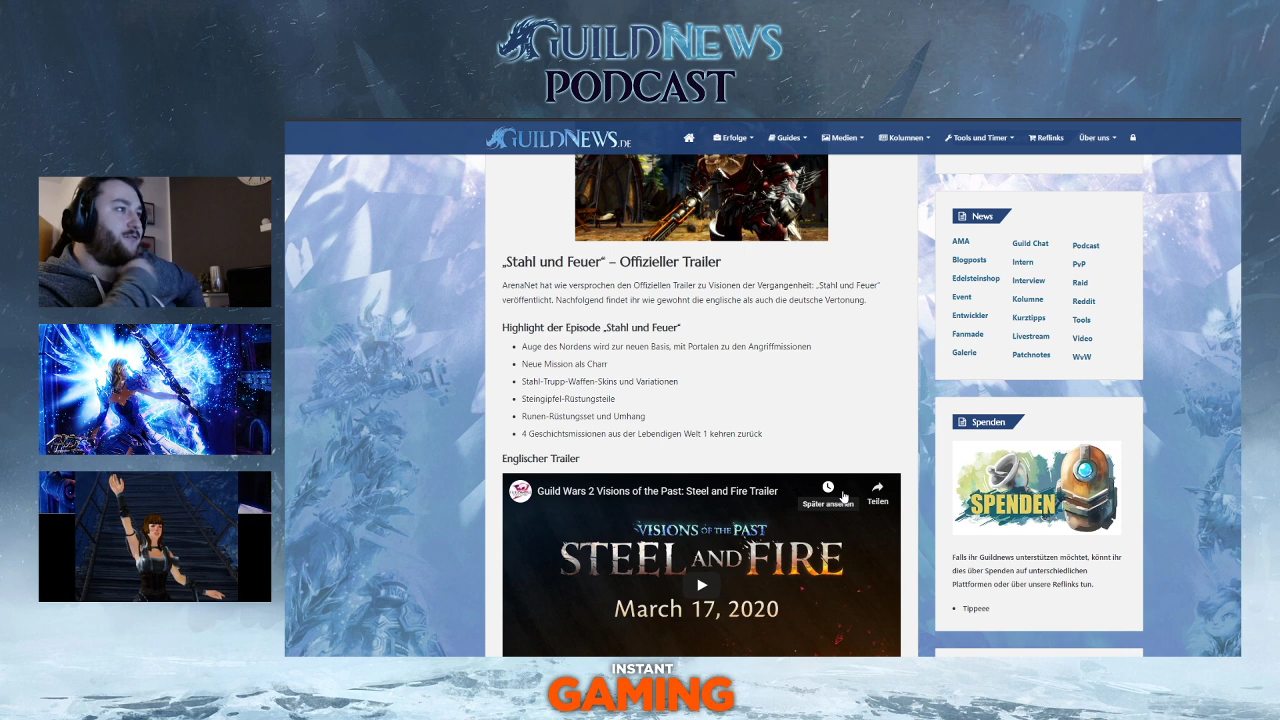 GUILDNEWS
PODCAST
GUILDNEWS.DE
Erfolge
Guides
Medien
Kolumnen
Tools und Timer
Reflinks
Über uns
„Stahl und Feuer“ – Offizieller Trailer
ArenaNet hat wie versprochen den Offiziellen Trailer zu Visionen der Vergangenheit: „Stahl und Feuer“
veröffentlicht. Nachfolgend findet ihr wie gewohnt die englische als auch die deutsche Vertonung.
Highlight der Episode „Stahl und Feuer“
• Auge des Nordens wird zur neuen Basis, mit Portalen zu den Angriffmissionen
• Neue Mission als Charr
• Stahl-Trupp-Waffen-Skins und Variationen
• Steingipfel-Rüstungsteile
• Runen-Rüstungsset und Umhang
• 4 Geschichtsmissionen aus der Lebendigen Welt 1 kehren zurück
Englischer Trailer
Guild Wars 2 Visions of the Past: Steel and Fire Trailer
Später ansehen
Teilen
VISIONS OF THE PAST
STEEL AND FIRE
March 17, 2020
News
AMA
Blogposts
Edelsteinshop
Event
Entwickler
Fanmade
Galerie
Guild Chat
Intern
Interview
Kolumne
Kurztipps
Livestream
Patchnotes
Podcast
PvP
Raid
Reddit
Tools
Video
WvW
Spenden
SPENDEN
Falls ihr Guildnews unterstützen möchtet, könnt ihr
dies über Spenden auf unterschiedlichen
Plattformen oder über unsere Reflinks tun.
• Tippeee
INSTANT
GAMING